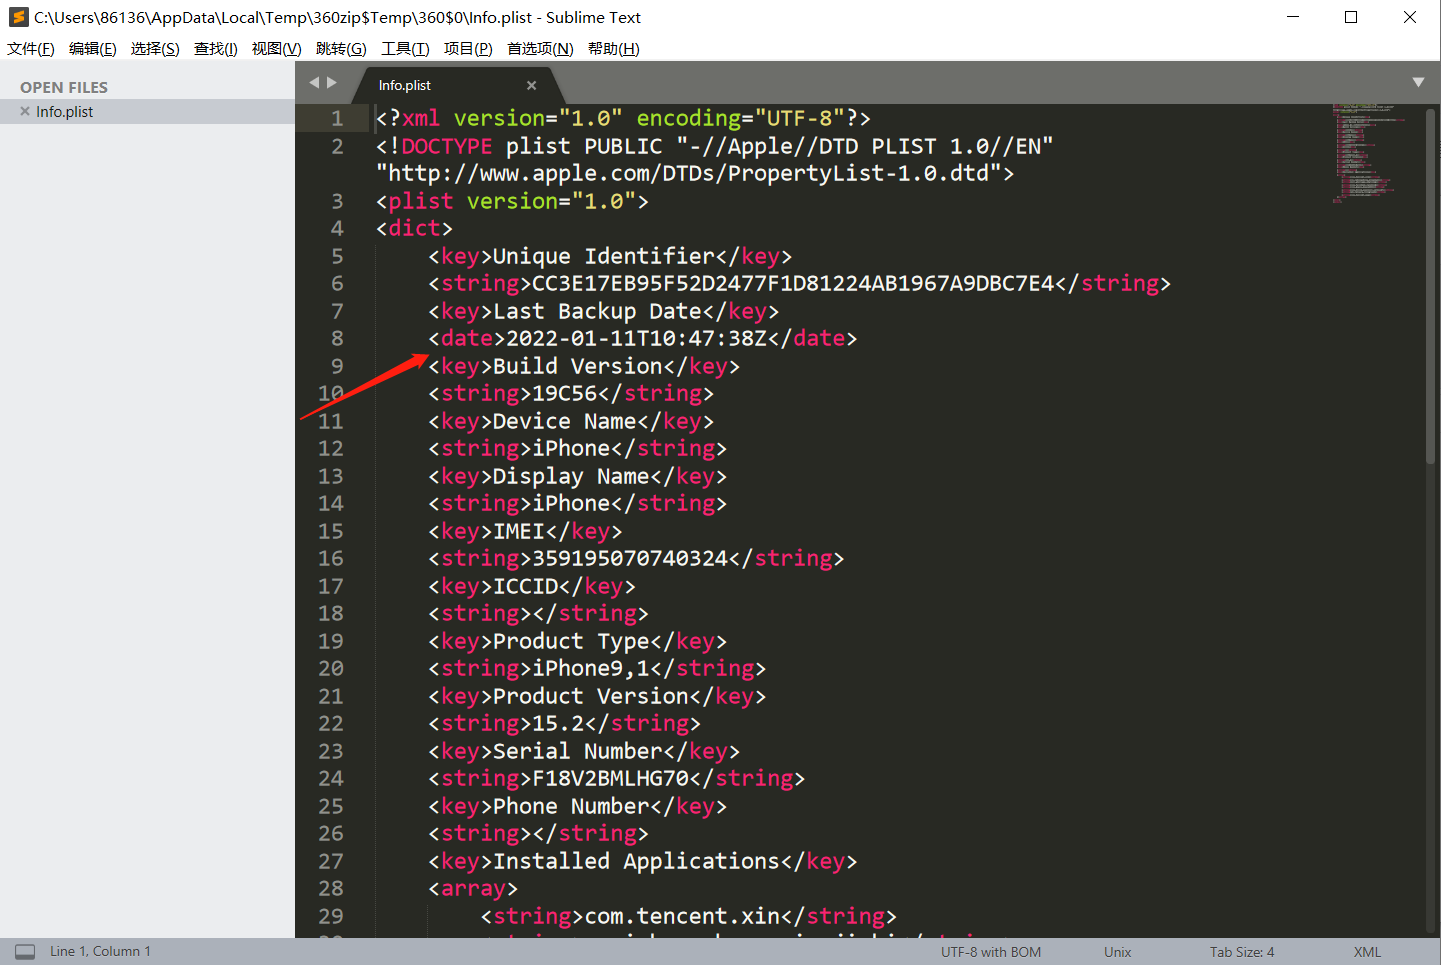 C:\Users\86136\AppData\Local\Temp\360zip$Temp\360$0\Info.plist - Sublime Text
文件(F) 编辑(E) 选择(S) 查找(I) 视图(V) 跳转(G) 工具(T) 项目(P) 首选项(N) 帮助(H)
OPEN FILES
Info.plist
Info.plist
1 <?xml version="1.0" encoding="UTF-8"?>
2 <!DOCTYPE plist PUBLIC "-//Apple//DTD PLIST 1.0//EN"
"http://www.apple.com/DTDs/PropertyList-1.0.dtd">
3 <plist version="1.0">
4 <dict>
5 <key>Unique Identifier</key>
6 <string>CC3E17EB95F52D2477F1D81224AB1967A9DBC7E4</string>
7 <key>Last Backup Date</key>
8 <date>2022-01-11T10:47:38Z</date>
9 <key>Build Version</key>
10 <string>19C56</string>
11 <key>Device Name</key>
12 <string>iPhone</string>
13 <key>Display Name</key>
14 <string>iPhone</string>
15 <key>IMEI</key>
16 <string>359195070740324</string>
17 <key>ICCID</key>
18 <string></string>
19 <key>Product Type</key>
20 <string>iPhone9,1</string>
21 <key>Product Version</key>
22 <string>15.2</string>
23 <key>Serial Number</key>
24 <string>F18V2BMLHG70</string>
25 <key>Phone Number</key>
26 <string></string>
27 <key>Installed Applications</key>
28 <array>
29 <string>com.tencent.xin</string>
Line 1, Column 1
UTF-8 with BOM
Unix
Tab Size: 4
XML